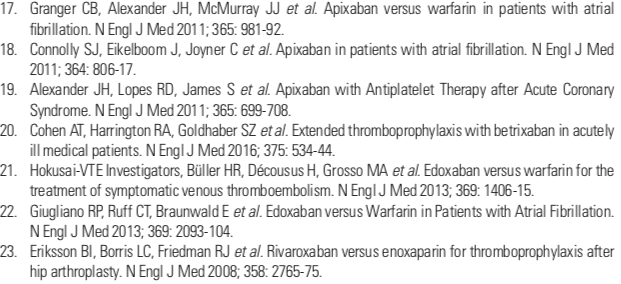 17. Granger CB, Alexander JH, McMurray JJ et al. Apixaban versus warfarin in patients with atrial
fibrillation. N Engl J Med 2011; 365: 981-92.
18. Connolly SJ, Eikelboom J, Joyner C et al. Apixaban in patients with atrial fibrillation. N Engl J Med
2011; 364: 806-17.
19. Alexander JH, Lopes RD, James S et al. Apixaban with Antiplatelet Therapy after Acute Coronary
Syndrome. N Engl J Med 2011; 365: 699-708.
20. Cohen AT, Harrington RA, Goldhaber SZ et al. Extended thromboprophylaxis with betrixaban in acutely
ill medical patients. N Engl J Med 2016; 375: 534-44.
21. Hokusai-VTE Investigators, Büller HR, Décousus H, Grosso MA et al. Edoxaban versus warfarin for the
treatment of symptomatic venous thromboembolism. N Engl J Med 2013; 369: 1406-15.
22. Giugliano RP, Ruff CT, Braunwald E et al. Edoxaban versus Warfarin in Patients with Atrial Fibrillation.
N Engl J Med 2013; 369: 2093-104.
23. Eriksson BI, Borris LC, Friedman RJ et al. Rivaroxaban versus enoxaparin for thromboprophylaxis after
hip arthroplasty. N Engl J Med 2008; 358: 2765-75.